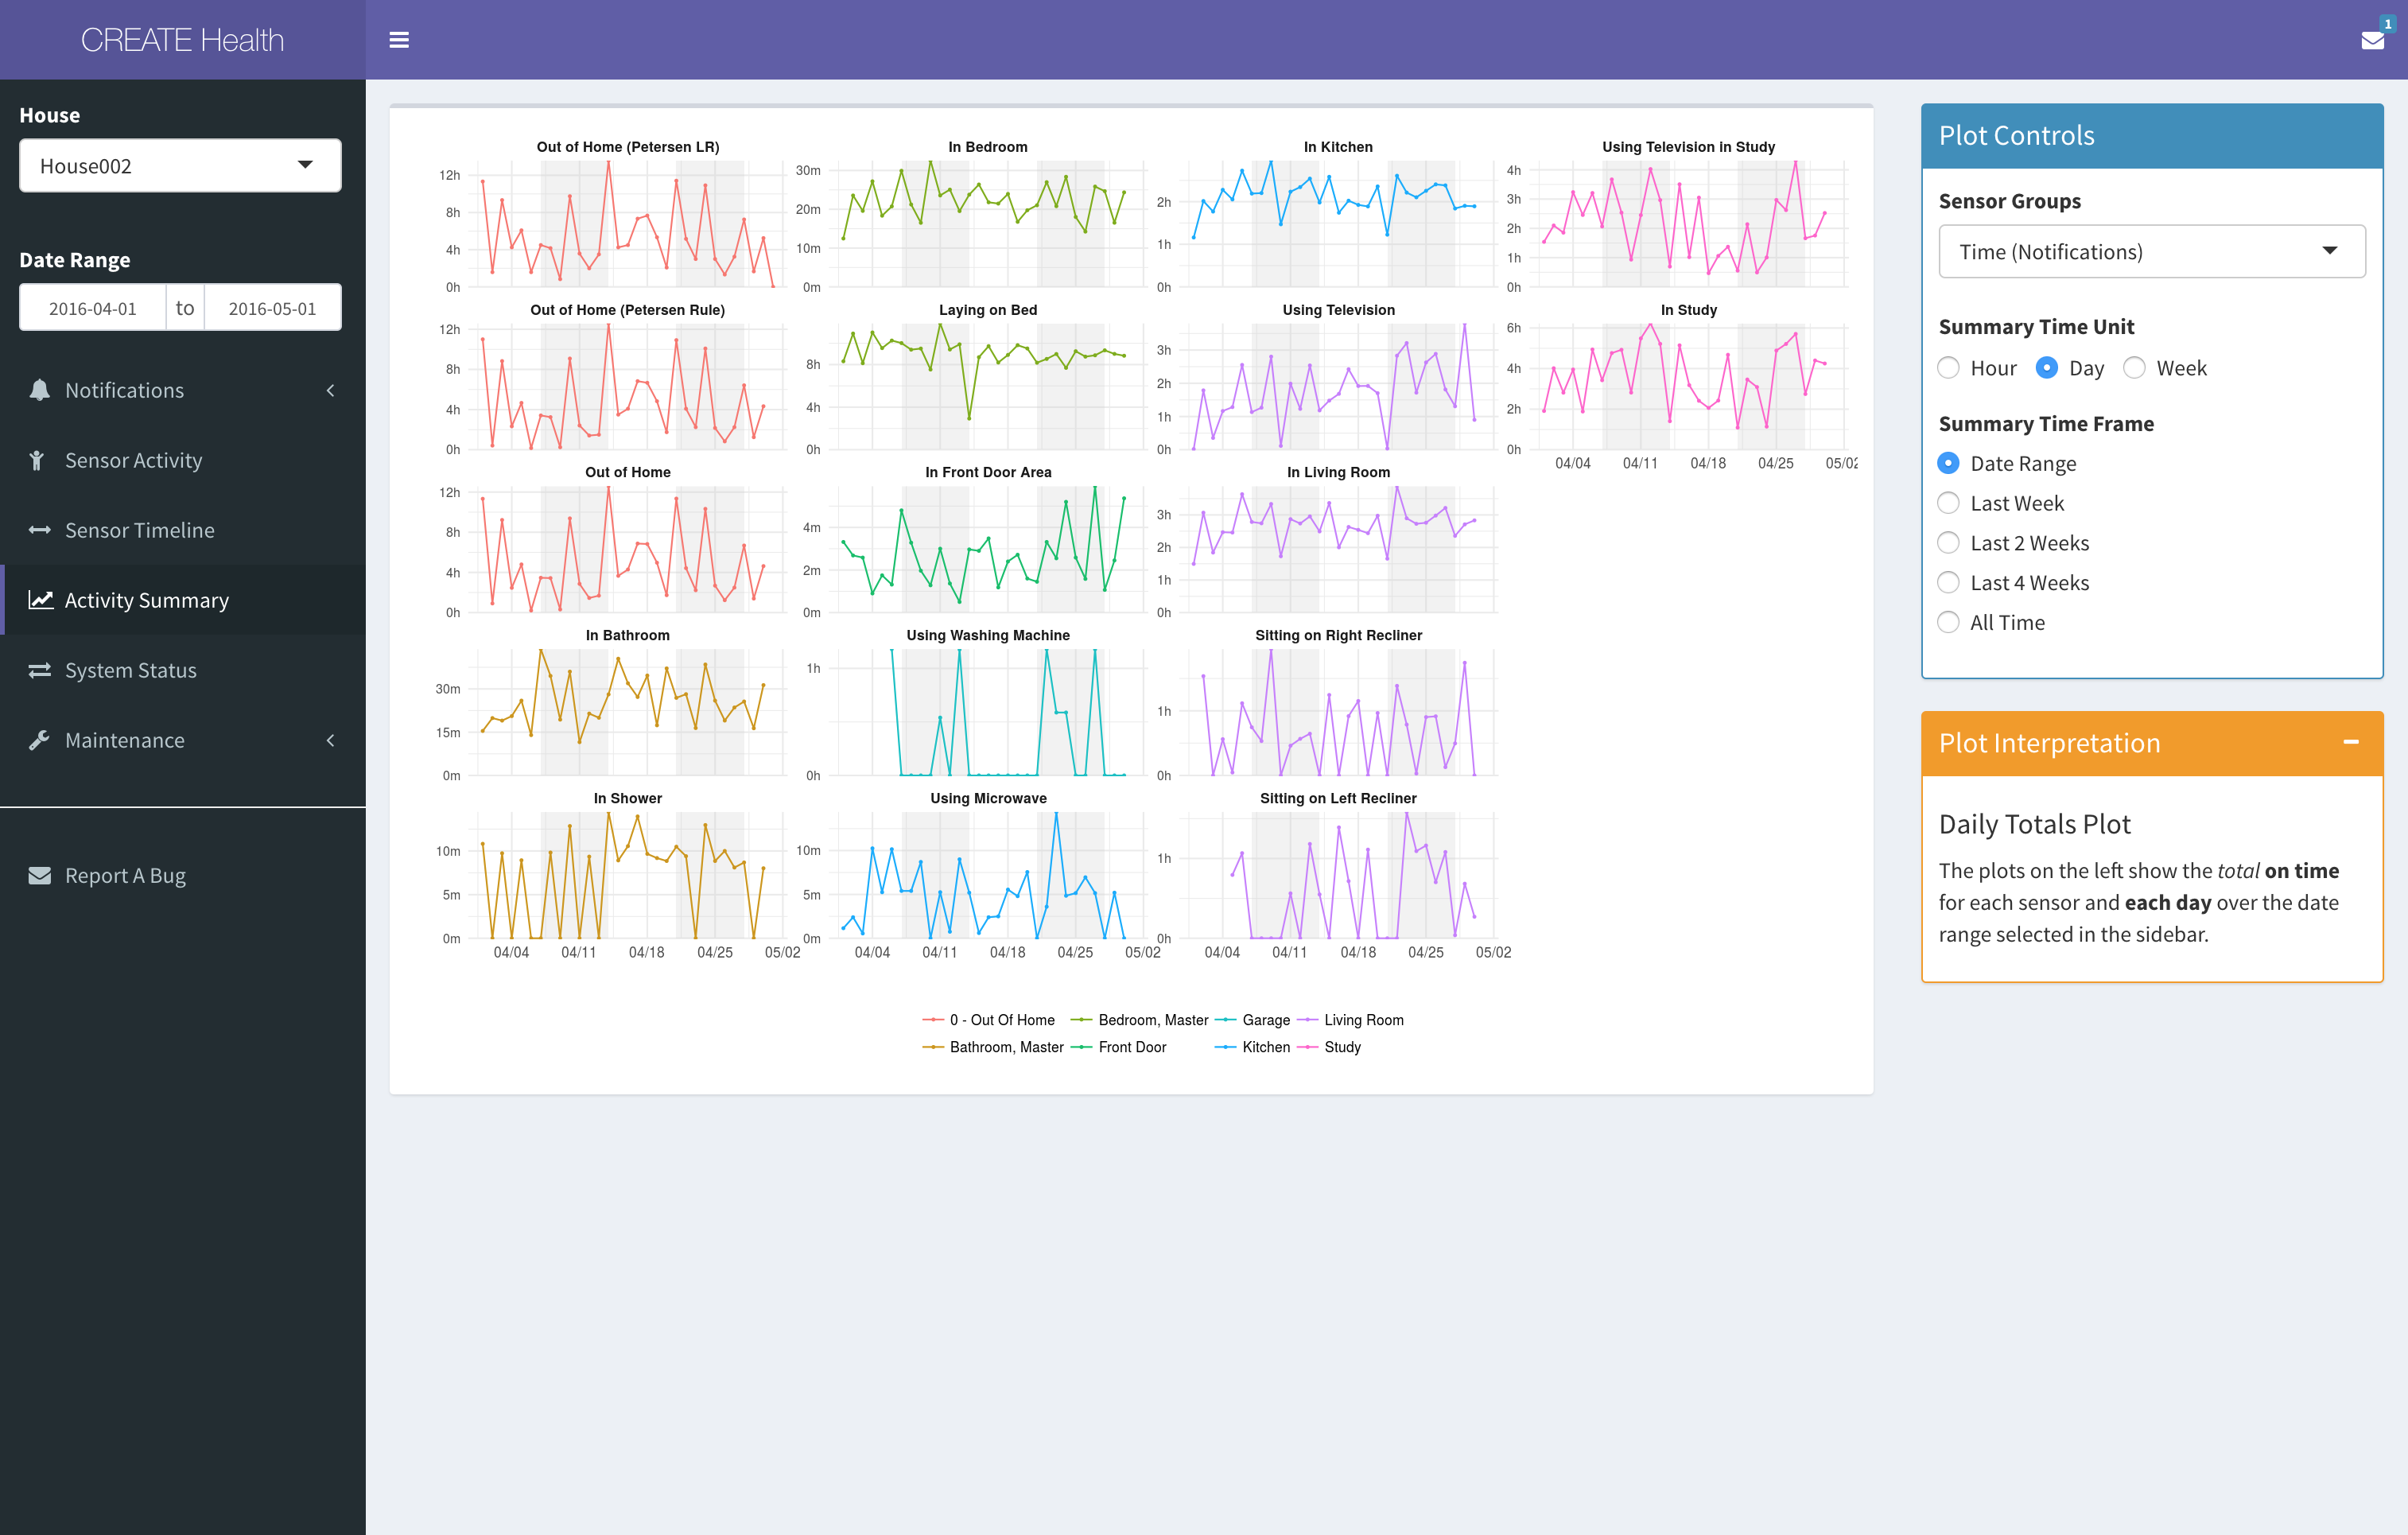 CREATE Health
1
House
House002
Date Range
2016-04-01 to 2016-05-01
Notifications
Sensor Activity
Sensor Timeline
Activity Summary
System Status
Maintenance
Report A Bug
Out of Home (Petersen LR)
12h
8h
4h
0h
In Bedroom
30m
20m
10m
0m
In Kitchen
2h
1h
0h
Using Television in Study
4h
3h
2h
1h
0h
Out of Home (Petersen Rule)
12h
8h
4h
0h
Laying on Bed
8h
4h
0h
Using Television
3h
2h
1h
0h
In Study
6h
4h
2h
0h
04/04 04/11 04/18 04/25 05/02
Out of Home
12h
8h
4h
0h
In Front Door Area
4m
2m
0m
In Living Room
3h
2h
1h
0h
In Bathroom
30m
15m
0m
Using Washing Machine
1h
0h
Sitting on Right Recliner
1h
0h
In Shower
10m
5m
0m
04/04 04/11 04/18 04/25 05/02
Using Microwave
10m
5m
0m
04/04 04/11 04/18 04/25 05/02
Sitting on Left Recliner
1h
0h
04/04 04/11 04/18 04/25 05/02
0 - Out Of Home Bedroom, Master Garage Living Room
Bathroom, Master Front Door Kitchen Study
Plot Controls
Sensor Groups
Time (Notifications)
Summary Time Unit
Hour Day Week
Summary Time Frame
Date Range
Last Week
Last 2 Weeks
Last 4 Weeks
All Time
Plot Interpretation
Daily Totals Plot
The plots on the left show the total on time
for each sensor and each day over the date
range selected in the sidebar.